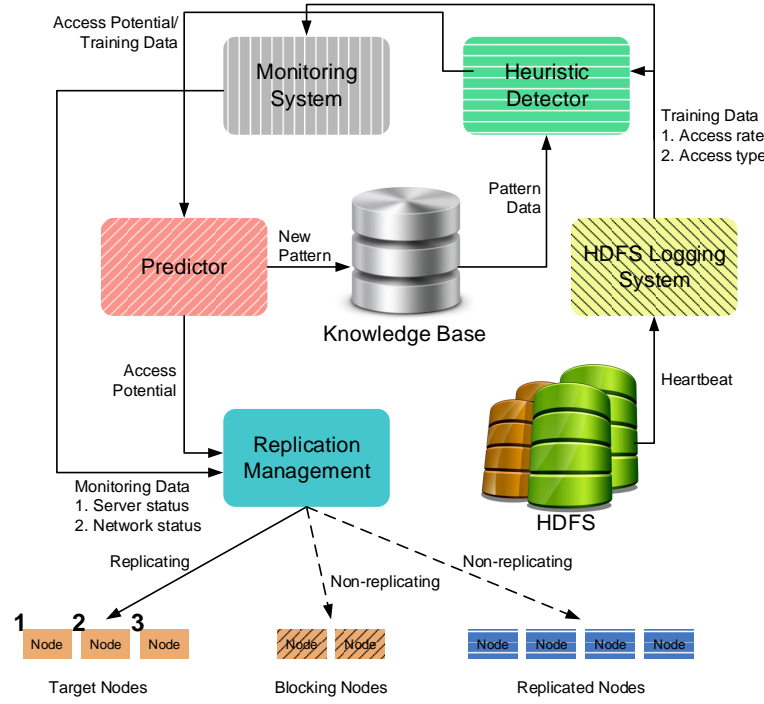 Access Potential/
Training Data
Monitoring
System
Heuristic
Detector
Training Data
1. Access rate
2. Access type
Pattern
Data
Predictor
New
Pattern
HDFS Logging
System
Knowledge Base
Access
Potential
Heartbeat
Replication
Management
Monitoring Data
1. Server status
2. Network status
HDFS
Replicating
Non-replicating
Non-replicating
1 2 3
Node Node Node Node Node Node Node Node Node
Target Nodes Blocking Nodes Replicated Nodes